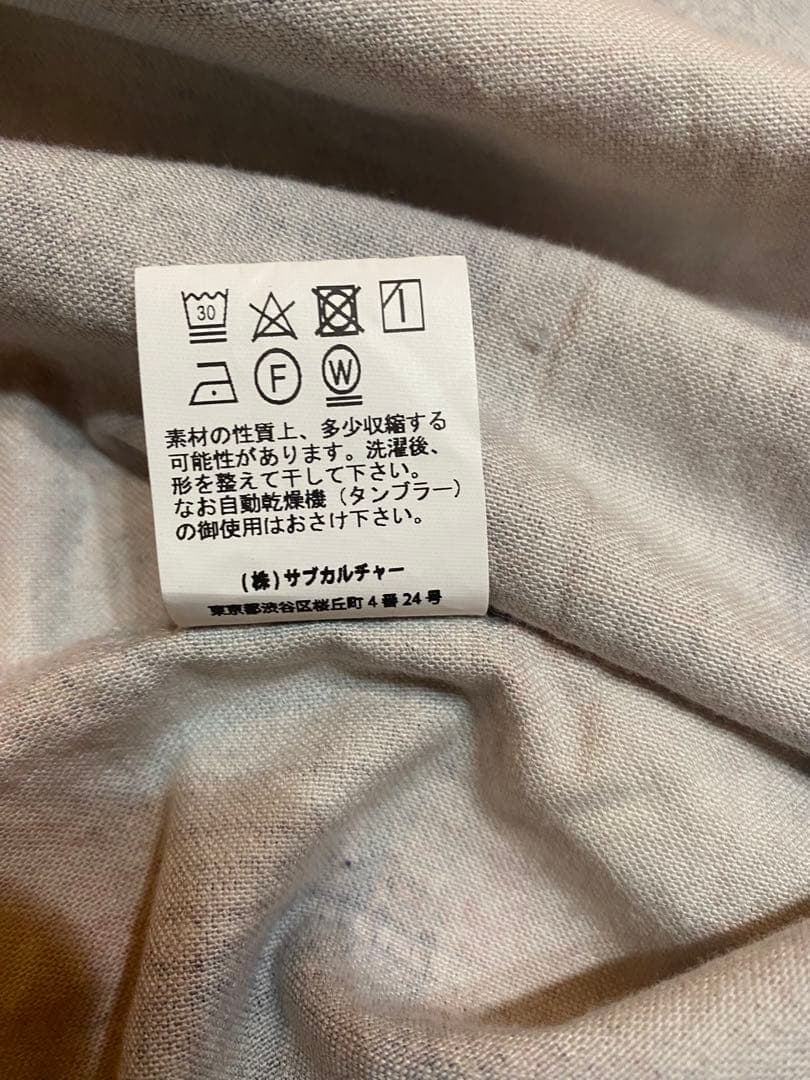 30
F W
素材の性質上、多少収縮する
可能性があります。洗濯後、
形を整えて干して下さい。
なお自動乾燥機（タンブラー）
の御使用はおさけ下さい。
(株)サブカルチャー
東京都渋谷区桜丘町4番24号